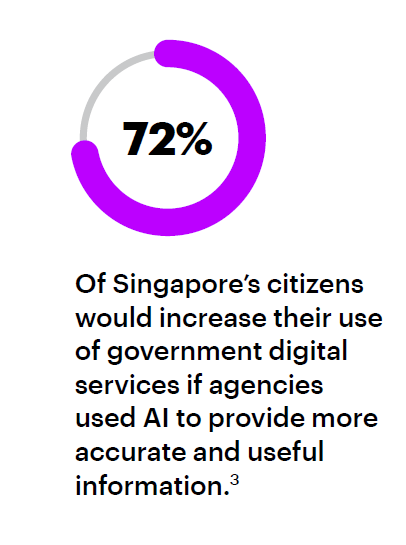 72%
Of Singapore’s citizens
would increase their use
of government digital
services if agencies
used AI to provide more
accurate and useful
information.³